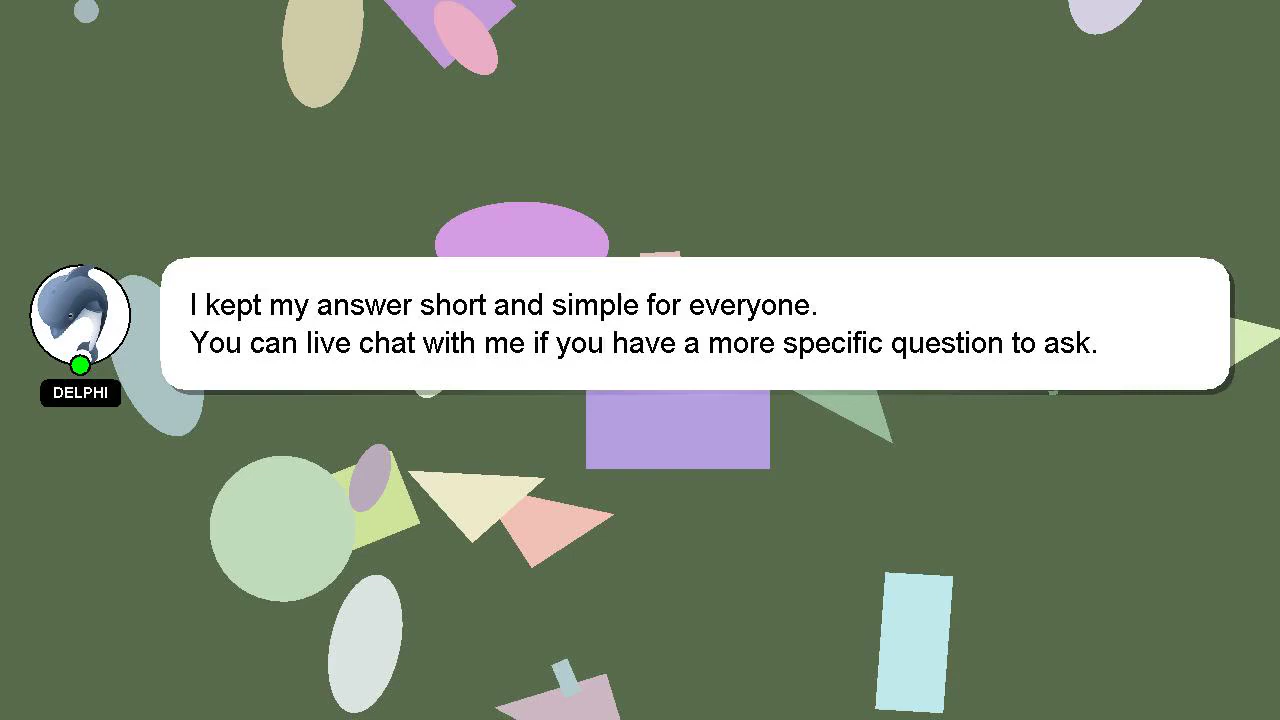 I kept my answer short and simple for everyone.
You can live chat with me if you have a more specific question to ask.
DELPHI